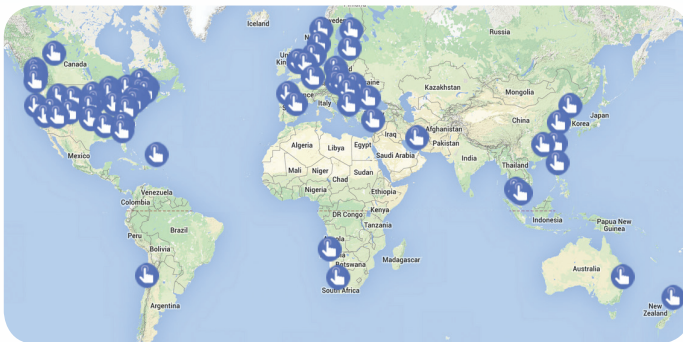 Iceland
Russia
Canada
Kazakhstan
Mongolia
Italy
China
Japan
Korea
Iraq
Afghanistan
Pakistan
Algeria
Libya
Egypt
Saudi Arabia
India
Mexico
Mali
Niger
Chad
Sudan
Thailand
Nigeria
Ethiopia
Venezuela
Colombia
DR Congo
Kenya
Indonesia
Papua New
Guinea
Tanzania
Peru
Brazil
Bolivia
Botswana
Madagascar
Australia
South Africa
Argentina
New
Zealand